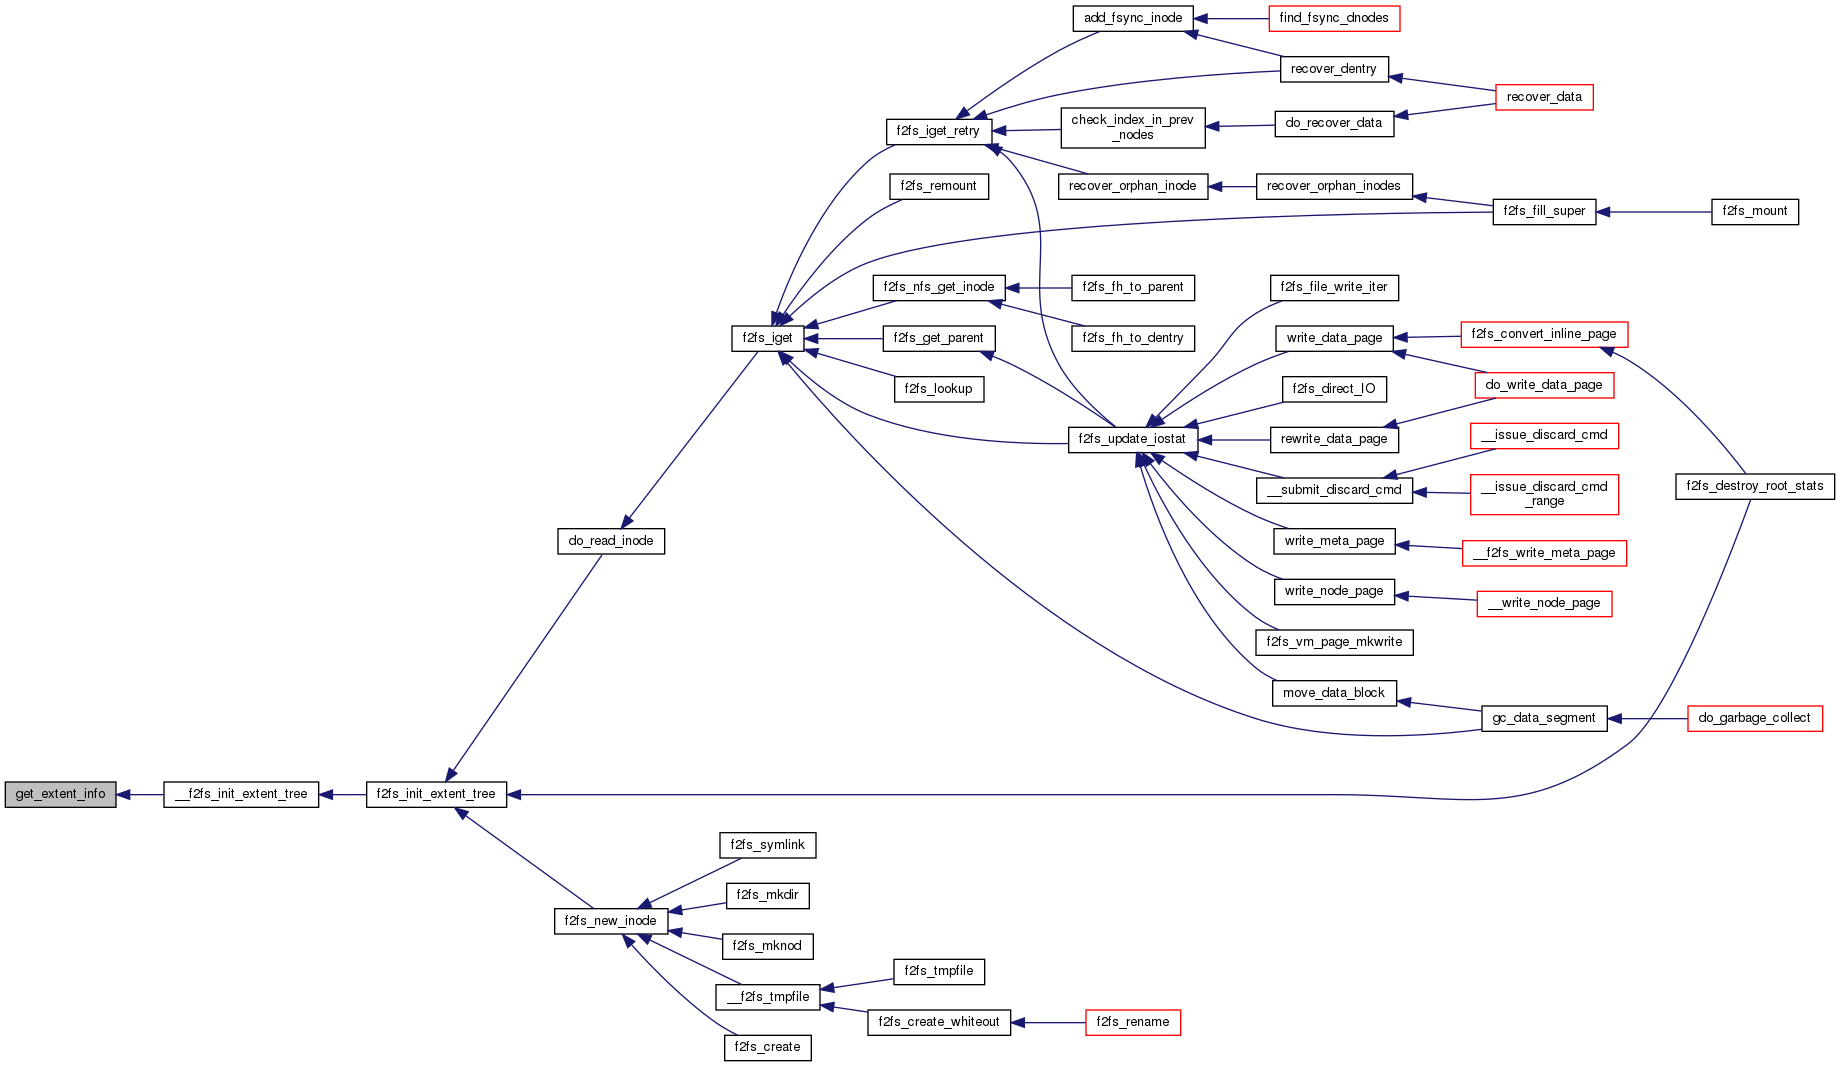 add_fsync_inode
find_fsync_dnodes
recover_dentry
recover_data
f2fs_iget_retry
check_index_in_prev
_nodes
do_recover_data
f2fs_remount
recover_orphan_inode
recover_orphan_inodes
f2fs_fill_super
f2fs_mount
f2fs_nfs_get_inode
f2fs_fh_to_parent
f2fs_file_write_iter
f2fs_iget
f2fs_get_parent
f2fs_fh_to_dentry
write_data_page
f2fs_convert_inline_page
f2fs_lookup
f2fs_direct_IO
do_write_data_page
f2fs_update_iostat
rewrite_data_page
__issue_discard_cmd
__submit_discard_cmd
__issue_discard_cmd
_range
f2fs_destroy_root_stats
do_read_inode
write_meta_page
__f2fs_write_meta_page
write_node_page
__write_node_page
f2fs_vm_page_mkwrite
move_data_block
gc_data_segment
do_garbage_collect
get_extent_info
__f2fs_init_extent_tree
f2fs_init_extent_tree
f2fs_symlink
f2fs_mkdir
f2fs_new_inode
f2fs_mknod
f2fs_tmpfile
__f2fs_tmpfile
f2fs_create_whiteout
f2fs_rename
f2fs_create